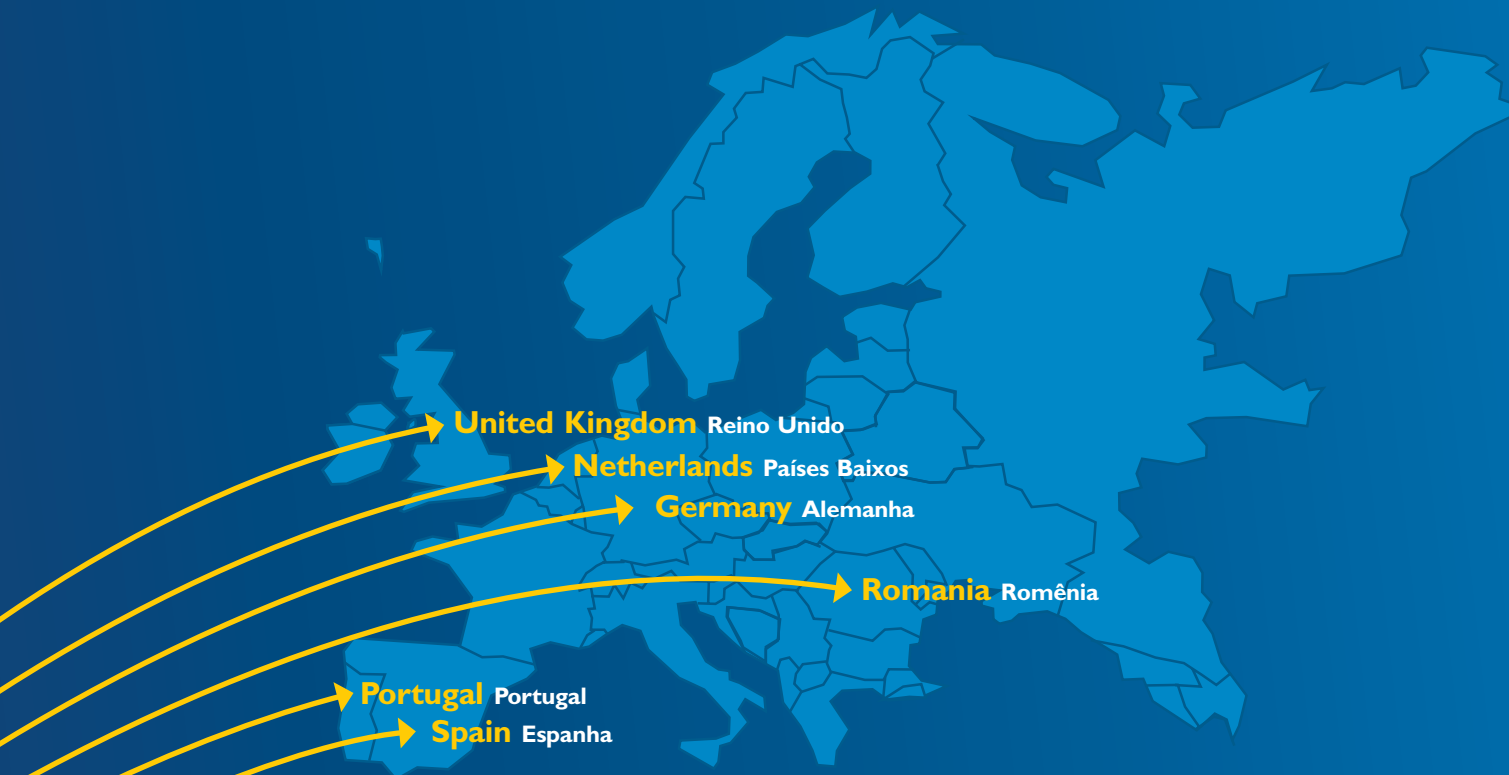 United Kingdom Reino Unido
Netherlands Países Baixos
Germany Alemanha
Romania Romênia
Portugal Portugal
Spain Espanha